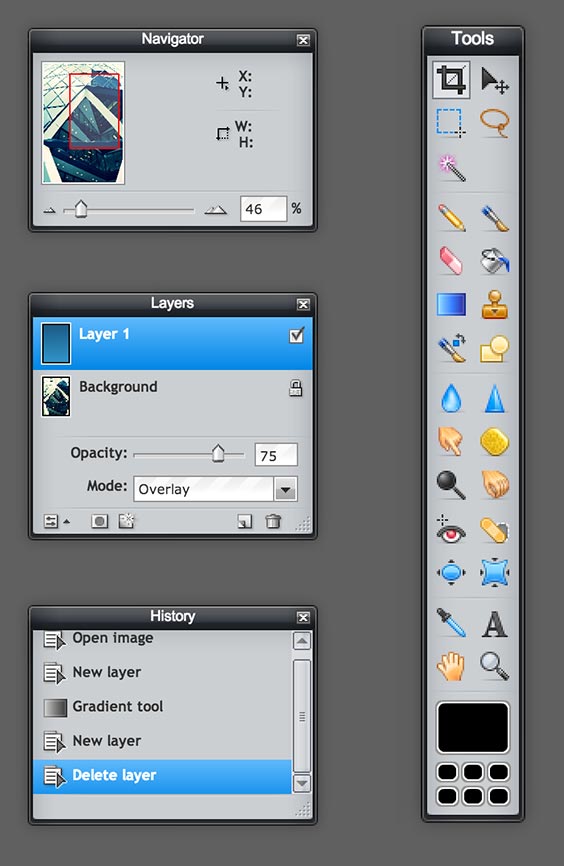 Navigator
X:
Y:
W:
H:
46 %
Layers
Layer 1
Background
Opacity: 75
Mode: Overlay
History
Open image
New layer
Gradient tool
New layer
Delete layer
Tools
A